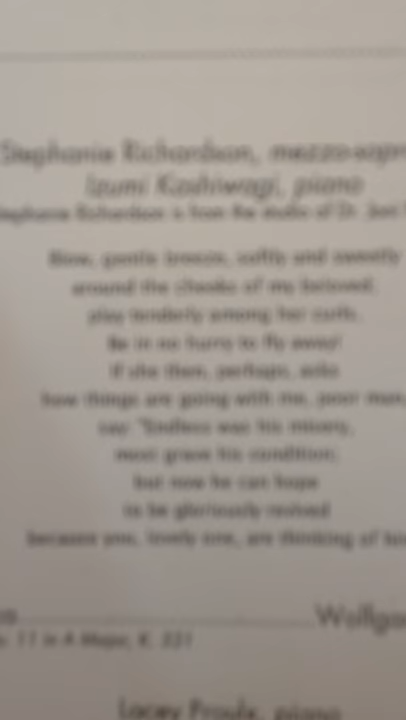 Stephanie Richardson, mezzo-sopr
Izumi Kashiwagi, piano
Stephanie Richardson is from the studio of Dr.
Blow, gentle breeze, softly and sweetly
around the cheeks of my beloved;
play tenderly among her curls,
Be in no hurry to fly away!
If she then, perhaps, asks
how things are going with me, poor man,
say: "Endless was his misery,
most grave his condition;
but now he can hope
to be gloriously revived
because you, lovely one, are thinking of
Wolfga
11 in A Major, K. 331
Lacey Proulx, piano